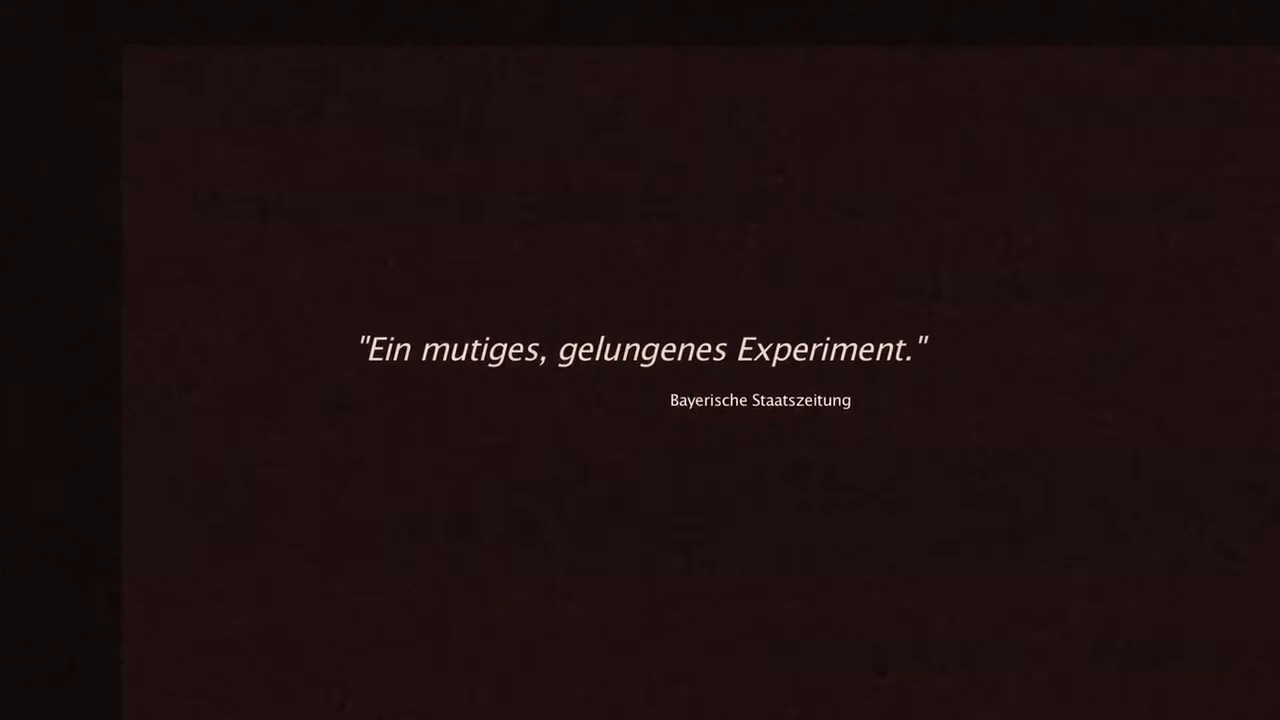 "Ein mutiges, gelungenes Experiment."
Bayerische Staatszeitung